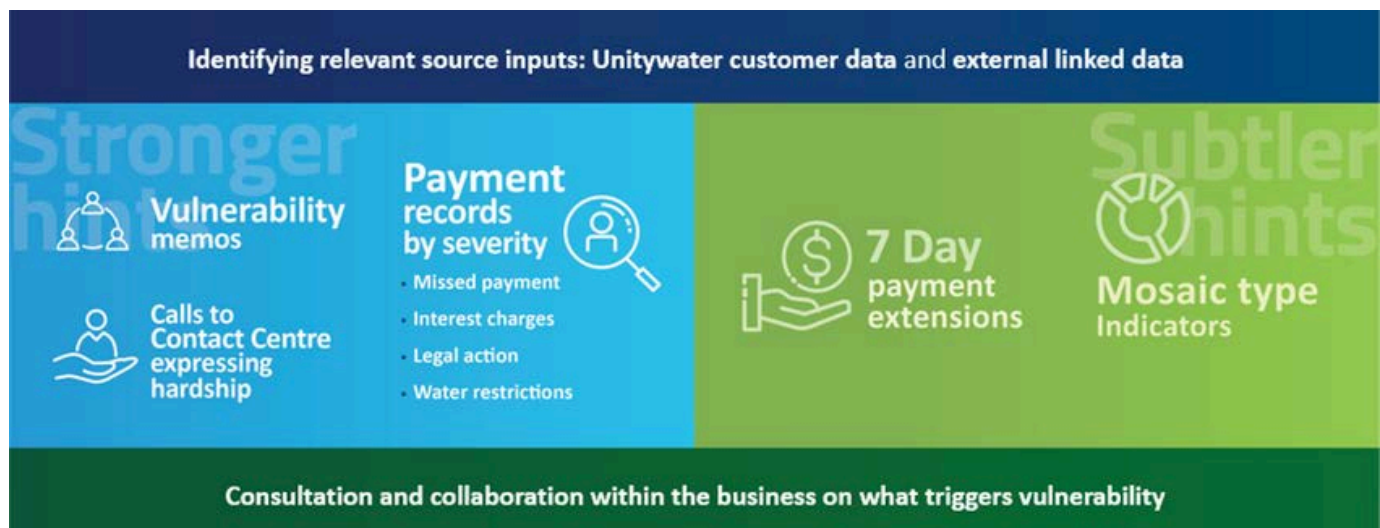 Identifying relevant source inputs: Unitywater customer data and external linked data
Stronger
hints
Vulnerability
memos
Calls to
Contact Centre
expressing
hardship
Payment
records
by severity
· Missed payment
· Interest charges
· Legal action
· Water restrictions
7 Day
payment
extensions
Subtler
hints
Mosaic type
Indicators
Consultation and collaboration within the business on what triggers vulnerability